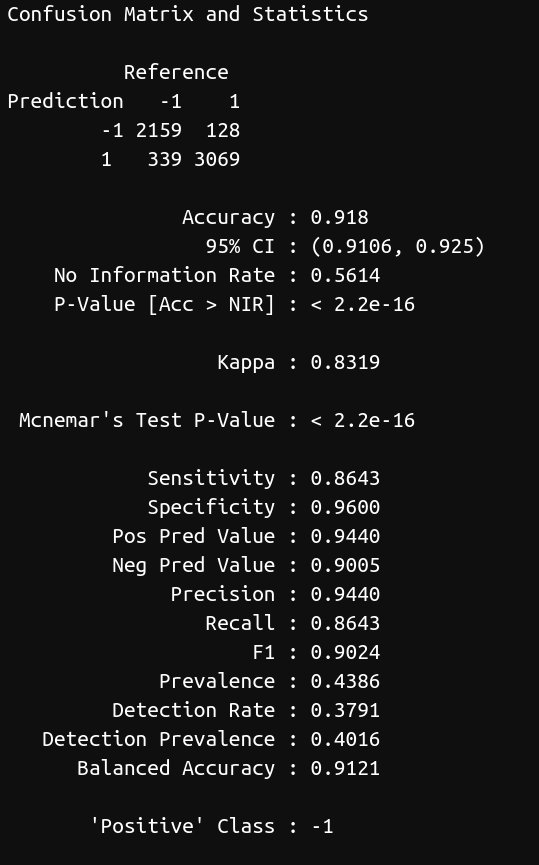 Confusion Matrix and Statistics
Reference
Prediction -1 1
-1 2159 128
1 339 3069
Accuracy : 0.918
95% CI : (0.9106, 0.925)
No Information Rate : 0.5614
P-Value [Acc > NIR] : < 2.2e-16
Kappa : 0.8319
Mcnemar's Test P-Value : < 2.2e-16
Sensitivity : 0.8643
Specificity : 0.9600
Pos Pred Value : 0.9440
Neg Pred Value : 0.9005
Precision : 0.9440
Recall : 0.8643
F1 : 0.9024
Prevalence : 0.4386
Detection Rate : 0.3791
Detection Prevalence : 0.4016
Balanced Accuracy : 0.9121
'Positive' Class : -1